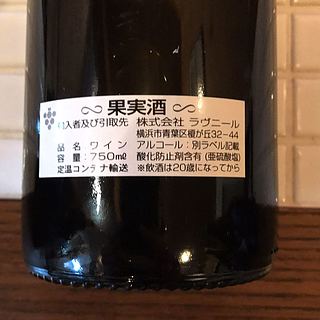 ∽ 果実酒 ∽
輸入者及び引取先 株式会社 ラヴニール
横浜市青葉区榎が丘32-44
品 名：ワイン アルコール：別ラベル記載
容 量：750mℓ 酸化防止剤含有（亜硫酸塩）
定温コンテナ輸送 ※飲酒は20歳になってから